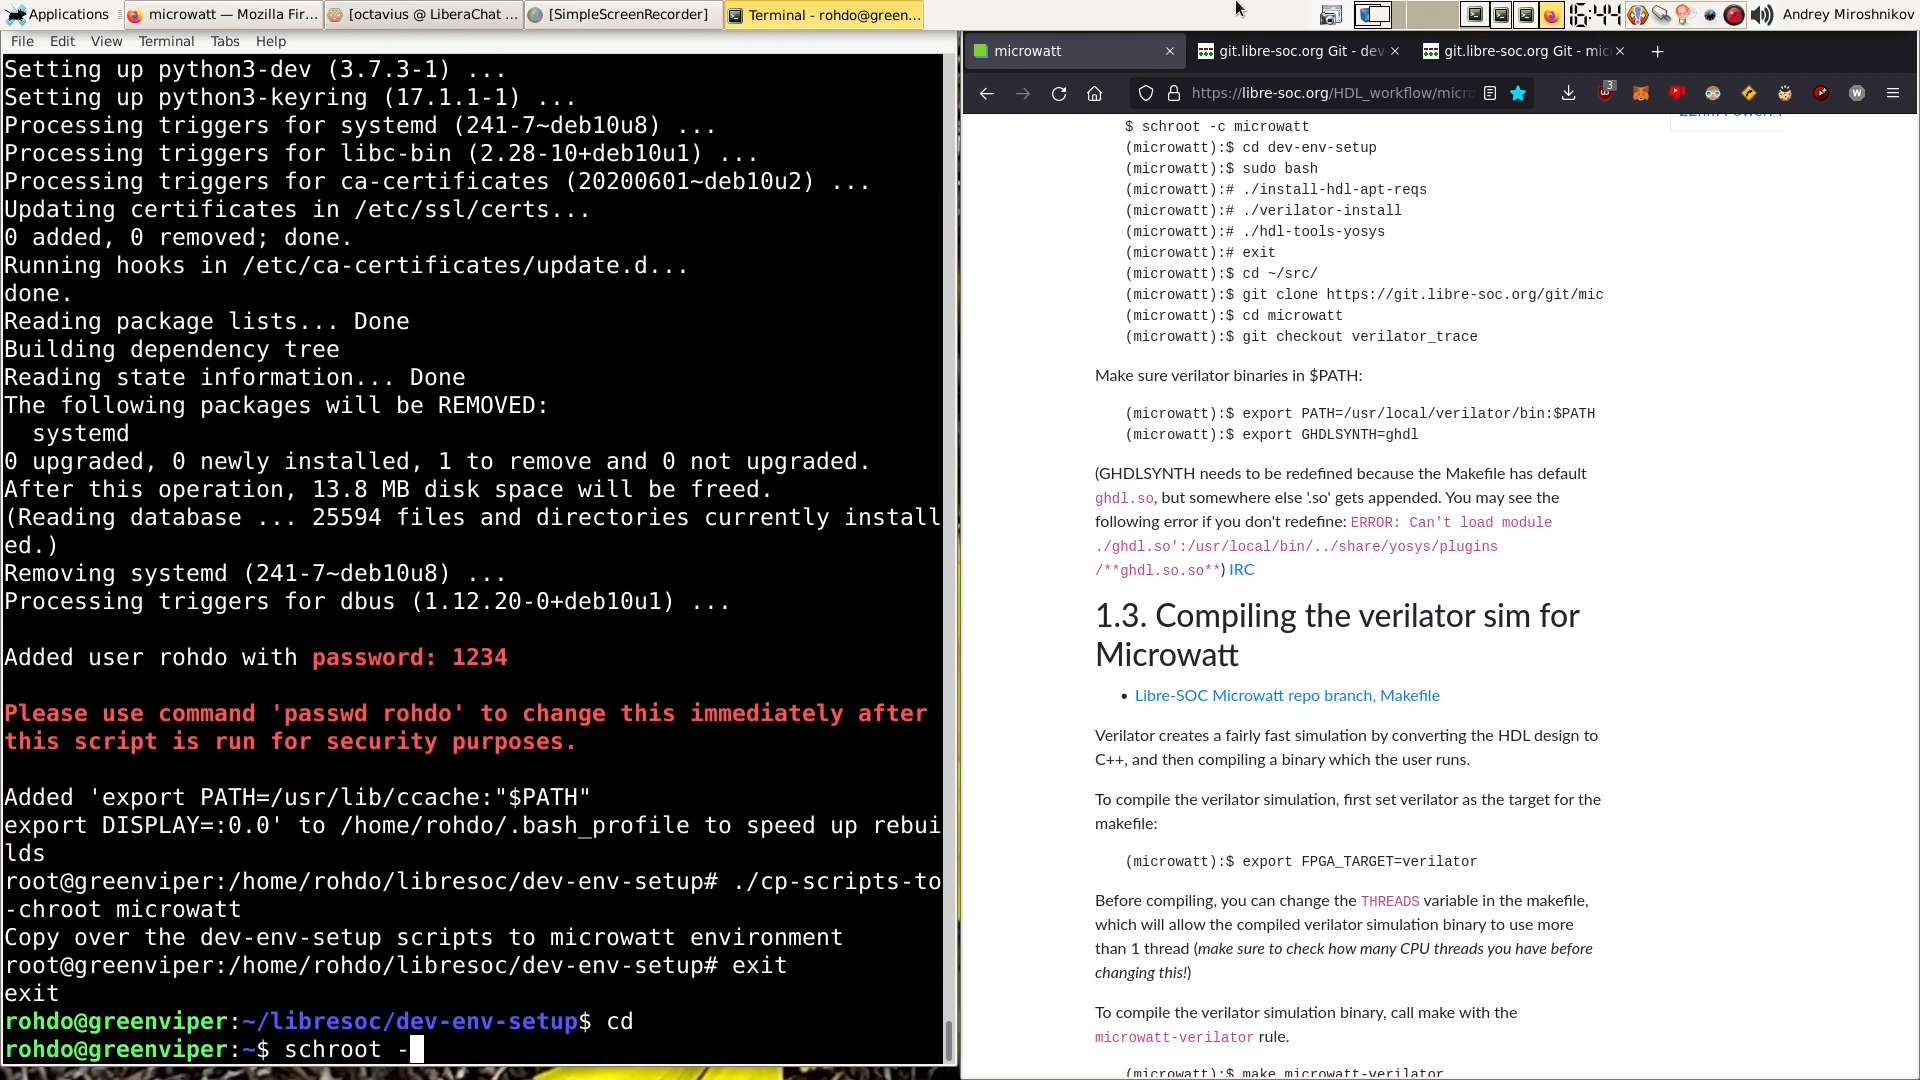 Applications
microwatt — Mozilla Fir...
[octavius @ LiberaChat ...
[SimpleScreenRecorder]
Terminal - rohdo@green...
16:44
Andrey Miroshnikov
File Edit View Terminal Tabs Help
Setting up python3-dev (3.7.3-1) ...
Setting up python3-keyring (17.1.1-1) ...
Processing triggers for systemd (241-7~deb10u8) ...
Processing triggers for libc-bin (2.28-10+deb10u1) ...
Processing triggers for ca-certificates (20200601~deb10u2) ...
Updating certificates in /etc/ssl/certs...
0 added, 0 removed; done.
Running hooks in /etc/ca-certificates/update.d...
done.
Reading package lists... Done
Building dependency tree
Reading state information... Done
The following packages will be REMOVED:
systemd
0 upgraded, 0 newly installed, 1 to remove and 0 not upgraded.
After this operation, 13.8 MB disk space will be freed.
(Reading database ... 25594 files and directories currently install
ed.)
Removing systemd (241-7~deb10u8) ...
Processing triggers for dbus (1.12.20-0+deb10u1) ...
Added user rohdo with password: 1234
Please use command 'passwd rohdo' to change this immediately after
this script is run for security purposes.
Added 'export PATH=/usr/lib/ccache:"$PATH"
export DISPLAY=:0.0' to /home/rohdo/.bash_profile to speed up rebui
lds
root@greenviper:/home/rohdo/libresoc/dev-env-setup# ./cp-scripts-to
-chroot microwatt
Copy over the dev-env-setup scripts to microwatt environment
root@greenviper:/home/rohdo/libresoc/dev-env-setup# exit
exit
rohdo@greenviper:~/libresoc/dev-env-setup$ cd
rohdo@greenviper:~$ schroot -
microwatt
git.libre-soc.org Git - dev
git.libre-soc.org Git - mic
https://libre-soc.org/HDL_workflow/micro
3
$ schroot -c microwatt
(microwatt):$ cd dev-env-setup
(microwatt):$ sudo bash
(microwatt):# ./install-hdl-apt-reqs
(microwatt):# ./verilator-install
(microwatt):# ./hdl-tools-yosys
(microwatt):# exit
(microwatt):$ cd ~/src/
(microwatt):$ git clone https://git.libre-soc.org/git/mic
(microwatt):$ cd microwatt
(microwatt):$ git checkout verilator_trace
Make sure verilator binaries in $PATH:
(microwatt):$ export PATH=/usr/local/verilator/bin:$PATH
(microwatt):$ export GHDLSYNTH=ghdl
(GHDLSYNTH needs to be redefined because the Makefile has default
ghdl.so, but somewhere else '.so' gets appended. You may see the
following error if you don't redefine: ERROR: Can't load module
./ghdl.so':/usr/local/bin/../share/yosys/plugins
/**ghdl.so.so**) IRC
1.3. Compiling the verilator sim for
Microwatt
• Libre-SOC Microwatt repo branch, Makefile
Verilator creates a fairly fast simulation by converting the HDL design to
C++, and then compiling a binary which the user runs.
To compile the verilator simulation, first set verilator as the target for the
makefile:
(microwatt):$ export FPGA_TARGET=verilator
Before compiling, you can change the THREADS variable in the makefile,
which will allow the compiled verilator simulation binary to use more
than 1 thread (make sure to check how many CPU threads you have before
changing this!)
To compile the verilator simulation binary, call make with the
microwatt-verilator rule.
(microwatt):$ make microwatt-verilator